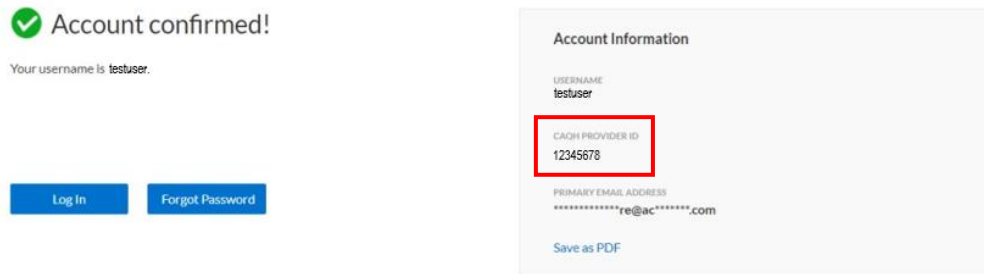 Account confirmed!
Your username is testuser.
Log In
Forgot Password
Account Information
USERNAME
testuser
CAQH PROVIDER ID
12345678
PRIMARY EMAIL ADDRESS
*************re@ac*******.com
Save as PDF